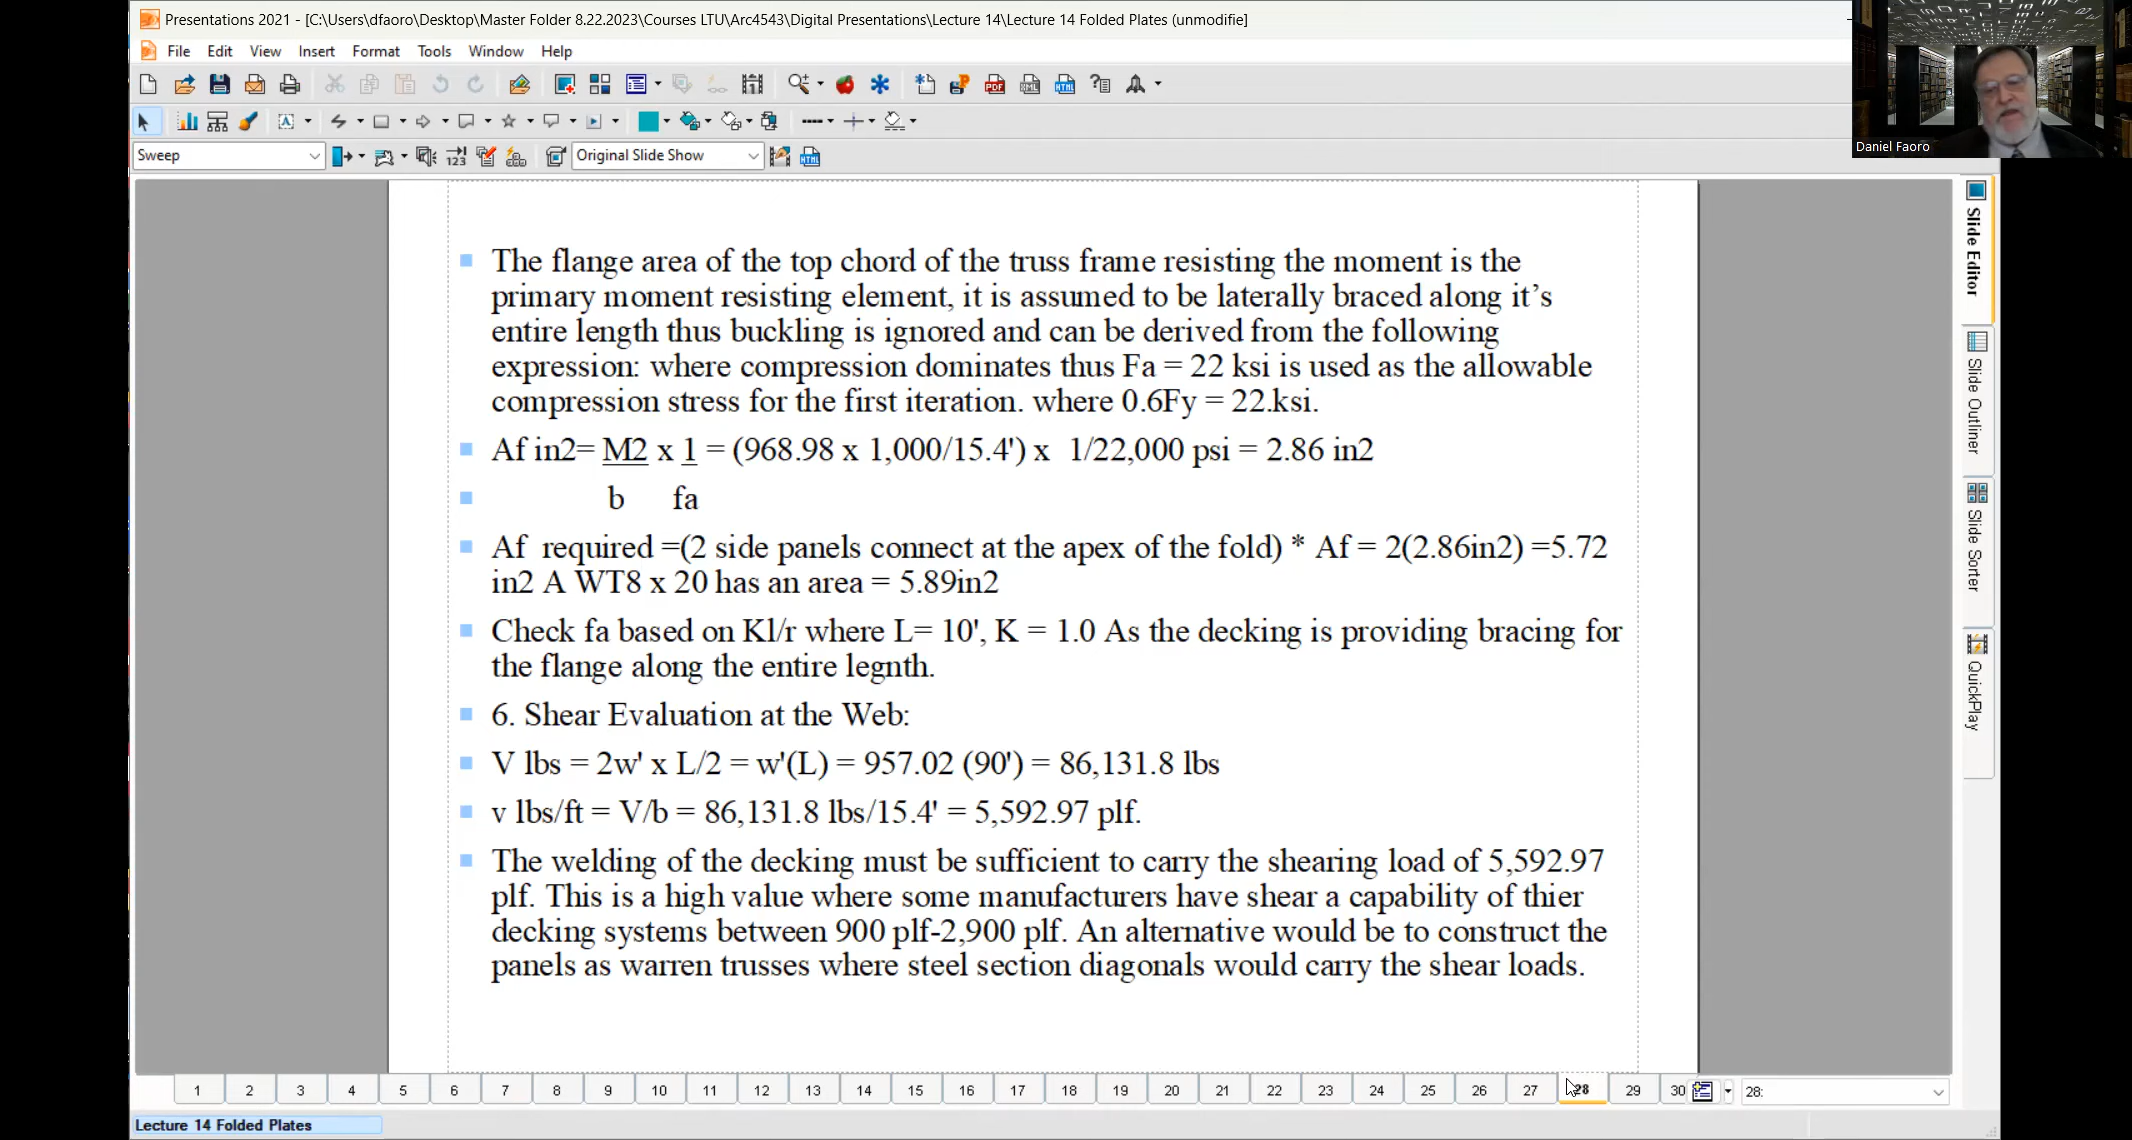 Presentations 2021 - [C:\Users\dfaoro\Desktop\Master Folder 8.22.2023\Courses LTU\Arc4543\Digital Presentations\Lecture 14\Lecture 14 Folded Plates (unmodifie]
File Edit View Insert Format Tools Window Help
Sweep
Original Slide Show
Daniel Faoro
The flange area of the top chord of the truss frame resisting the moment is the
primary moment resisting element, it is assumed to be laterally braced along it's
entire length thus buckling is ignored and can be derived from the following
expression: where compression dominates thus Fa = 22 ksi is used as the allowable
compression stress for the first iteration. where 0.6Fy = 22.ksi.
Af in2= M2 x 1 = (968.98 x 1,000/15.4') x 1/22,000 psi = 2.86 in2
b fa
Af required =(2 side panels connect at the apex of the fold) * Af = 2(2.86in2) =5.72
in2 A WT8 x 20 has an area = 5.89in2
Check fa based on Kl/r where L= 10', K = 1.0 As the decking is providing bracing for
the flange along the entire legnth.
6. Shear Evaluation at the Web:
V lbs = 2w' x L/2 = w'(L) = 957.02 (90') = 86,131.8 lbs
v lbs/ft = V/b = 86,131.8 lbs/15.4' = 5,592.97 plf.
The welding of the decking must be sufficient to carry the shearing load of 5,592.97
plf. This is a high value where some manufacturers have shear a capability of thier
decking systems between 900 plf-2,900 plf. An alternative would be to construct the
panels as warren trusses where steel section diagonals would carry the shear loads.
Slide Editor
Slide Outliner
Slide Sorter
QuickPlay
1 2 3 4 5 6 7 8 9 10 11 12 13 14 15 16 17 18 19 20 21 22 23 24 25 26 27 28 29 30
28:
Lecture 14 Folded Plates